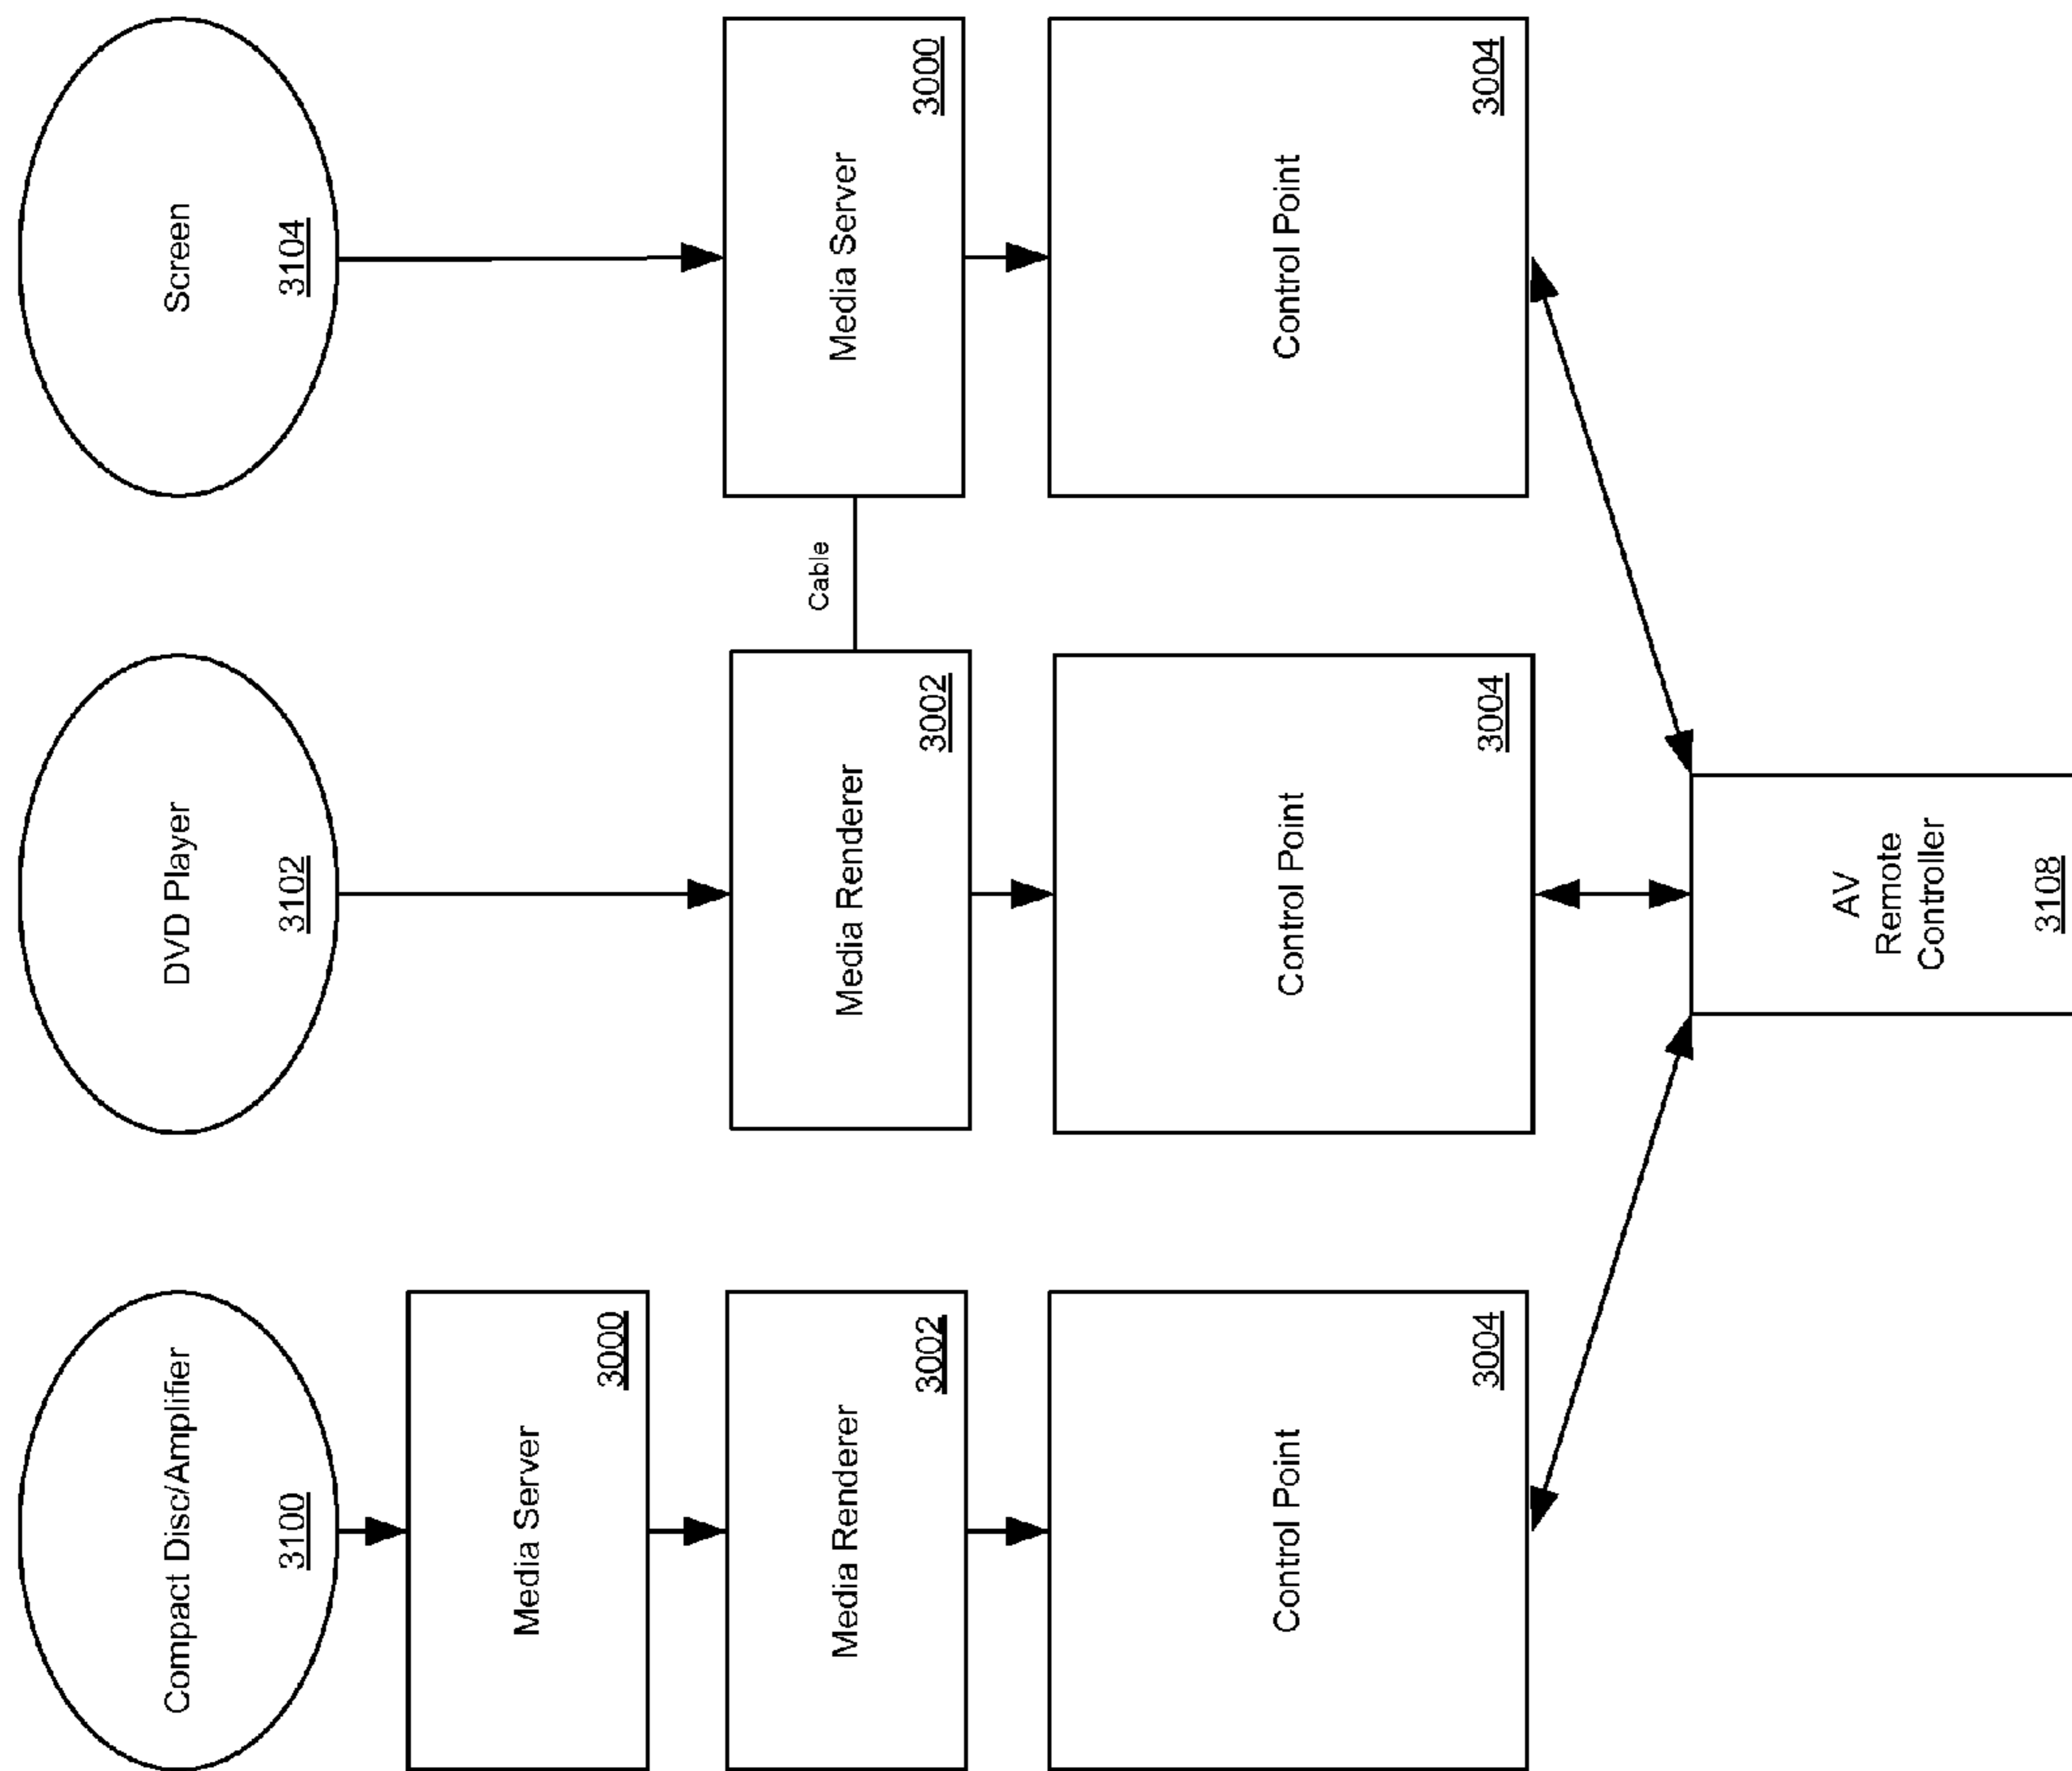 Compact Disc/Amplifier
3100
DVD Player
3102
Screen
3104
Media Server
3000
Media Renderer
3002
Media Renderer
3002
Cable
Media Server
3000
Control Point
3004
Control Point
3004
Control Point
3004
AV
Remote
Controller
3108